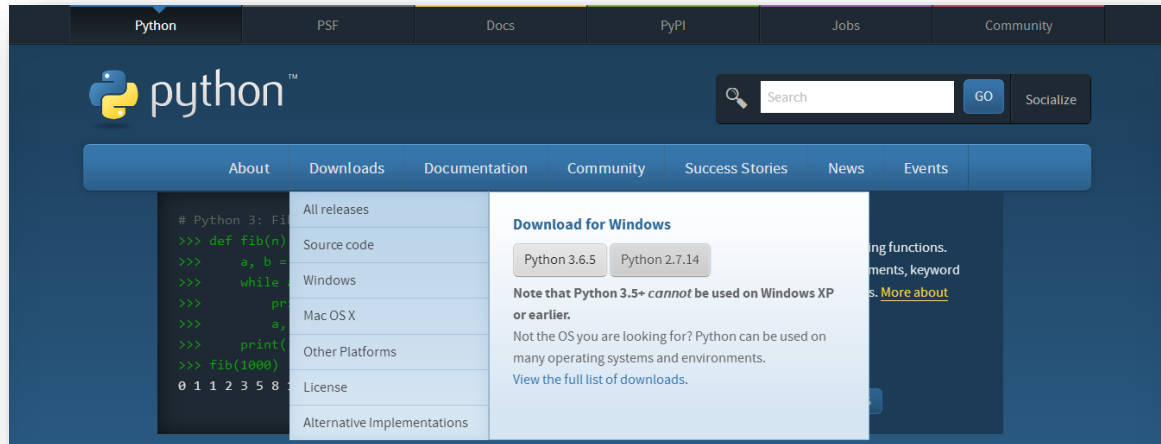 Python PSF Docs PyPI Jobs Community
python™
Search GO Socialize
About Downloads Documentation Community Success Stories News Events
# Python 3: Fi
>>> def fib(n)
>>> a, b =
>>> while
>>> pr
>>> a,
>>> print(
>>> fib(1000)
0 1 1 2 3 5 8
All releases
Source code
Windows
Mac OS X
Other Platforms
License
Alternative Implementations
Download for Windows
Python 3.6.5 Python 2.7.14
Note that Python 3.5+ cannot be used on Windows XP
or earlier.
Not the OS you are looking for? Python can be used on
many operating systems and environments.
View the full list of downloads.
ing functions.
ments, keyword
s. More about